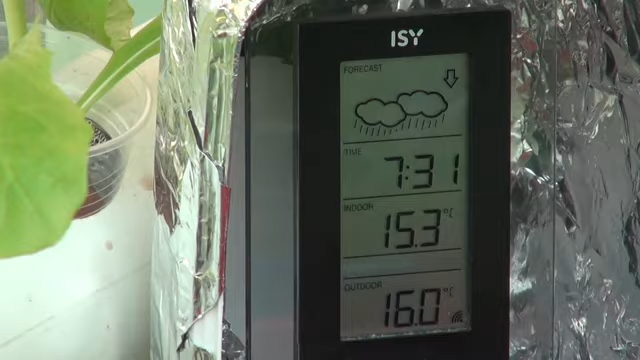 ISY
FORECAST
TIME
7:31
INDOOR
15.3°C
OUTDOOR
16.0°C